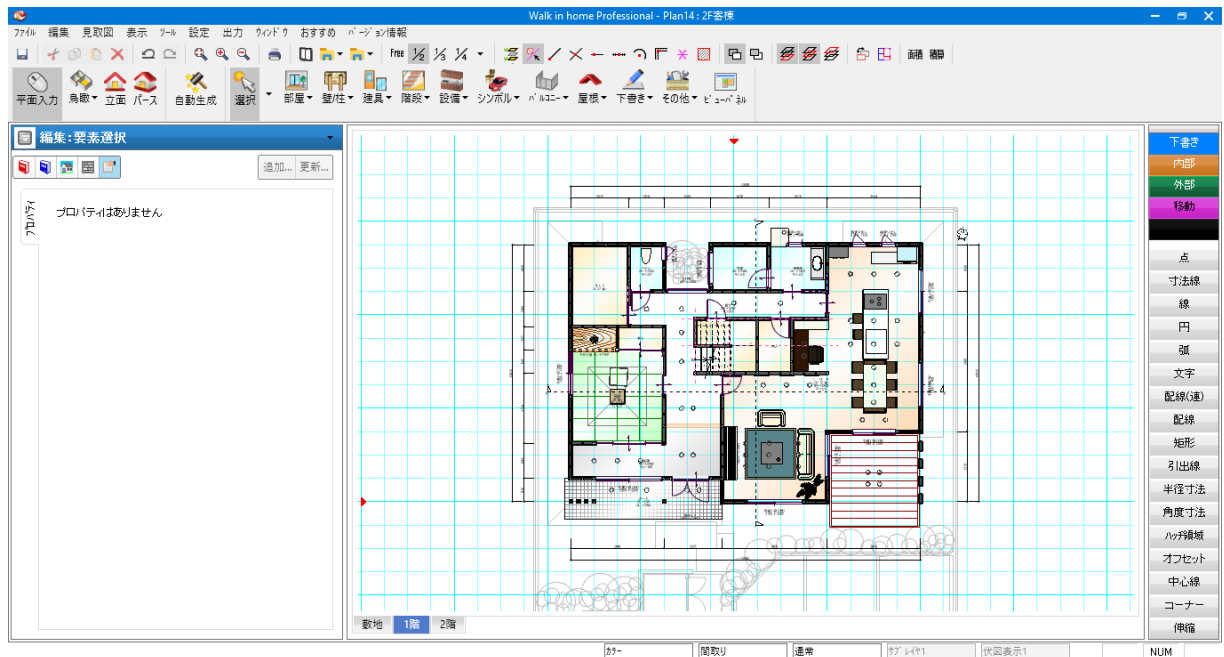 Walk in home Professional - Plan14 : 2F寄棟
ﾌｧｲﾙ 編集 見取図 表示 ﾂｰﾙ 設定 出力 ｳｨﾝﾄﾞｳ おすすめ ﾊﾞｰｼﾞｮﾝ情報
Free 1/2 1/3 1/4 面積 積算
平面入力 鳥瞰 立面 パース 自動生成 選択 部屋 壁/柱 建具 階段 設備 シンボル ﾊﾞﾙｺﾆｰ 屋根 下書き その他 ﾋﾞｭｰﾊﾟﾈﾙ
編集:要素選択
追加... 更新...
プロパティ
プロパティはありません
敷地 1階 2階
下書き
内部
外部
移動
点
寸法線
線
円
弧
文字
配線(連)
配線
矩形
引出線
半径寸法
角度寸法
ﾊｯﾁ領域
オフセット
中心線
コーナー
伸縮
ｶﾗｰ 間取り 通常 ｻﾌﾞﾚｲﾔ1 伏図表示1 NUM